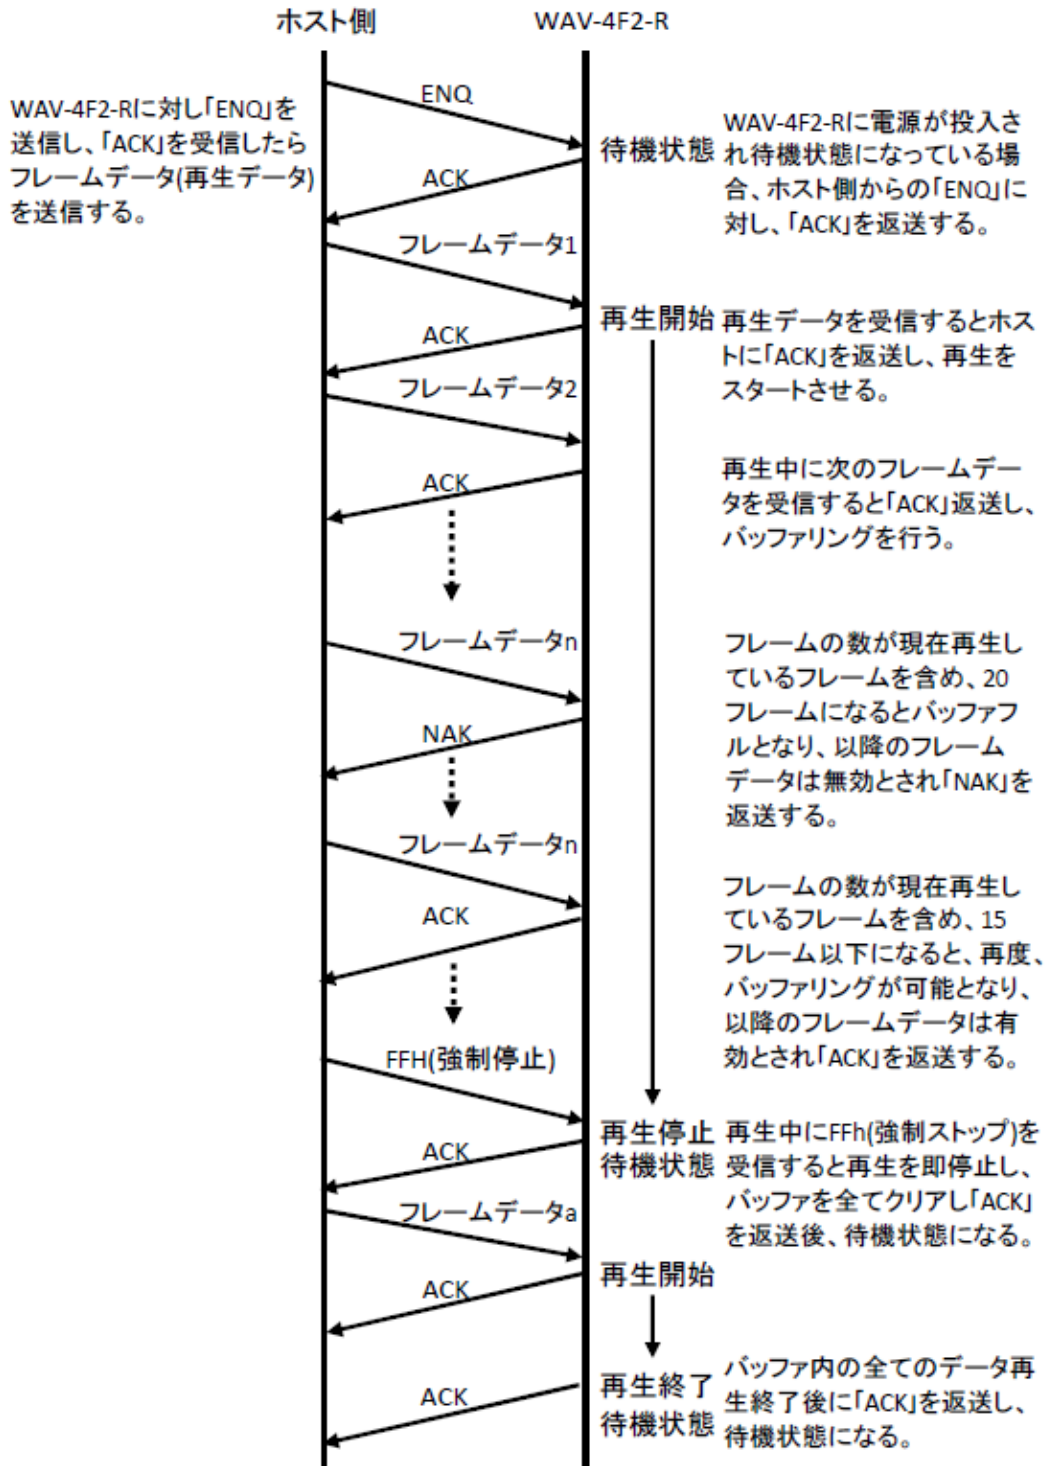 ホスト側
WAV-4F2-R
ENQ
WAV-4F2-Rに対し「ENQ」を
送信し、「ACK」を受信したら
フレームデータ(再生データ)
を送信する。
待機状態
WAV-4F2-Rに電源が投入さ
れ待機状態になっている場
合、ホスト側からの「ENQ」に
対し、「ACK」を返送する。
ACK
フレームデータ1
再生開始
再生データを受信するとホス
トに「ACK」を返送し、再生を
スタートさせる。
ACK
フレームデータ2
再生中に次のフレームデー
タを受信すると「ACK」返送し、
バッファリングを行う。
ACK
フレームデータn
フレームの数が現在再生し
ているフレームを含め、20
フレームになるとバッファフ
ルとなり、以降のフレーム
データは無効とされ「NAK」を
返送する。
NAK
フレームデータn
フレームの数が現在再生し
ているフレームを含め、15
フレーム以下になると、再度、
バッファリングが可能となり、
以降のフレームデータは有
効とされ「ACK」を返送する。
ACK
FFH(強制停止)
再生停止
待機状態
再生中にFFh(強制ストップ)を
受信すると再生を即停止し、
バッファを全てクリアし「ACK」
を返送後、待機状態になる。
ACK
フレームデータa
再生開始
ACK
再生終了
待機状態
バッファ内の全てのデータ再
生終了後に「ACK」を返送し、
待機状態になる。
ACK